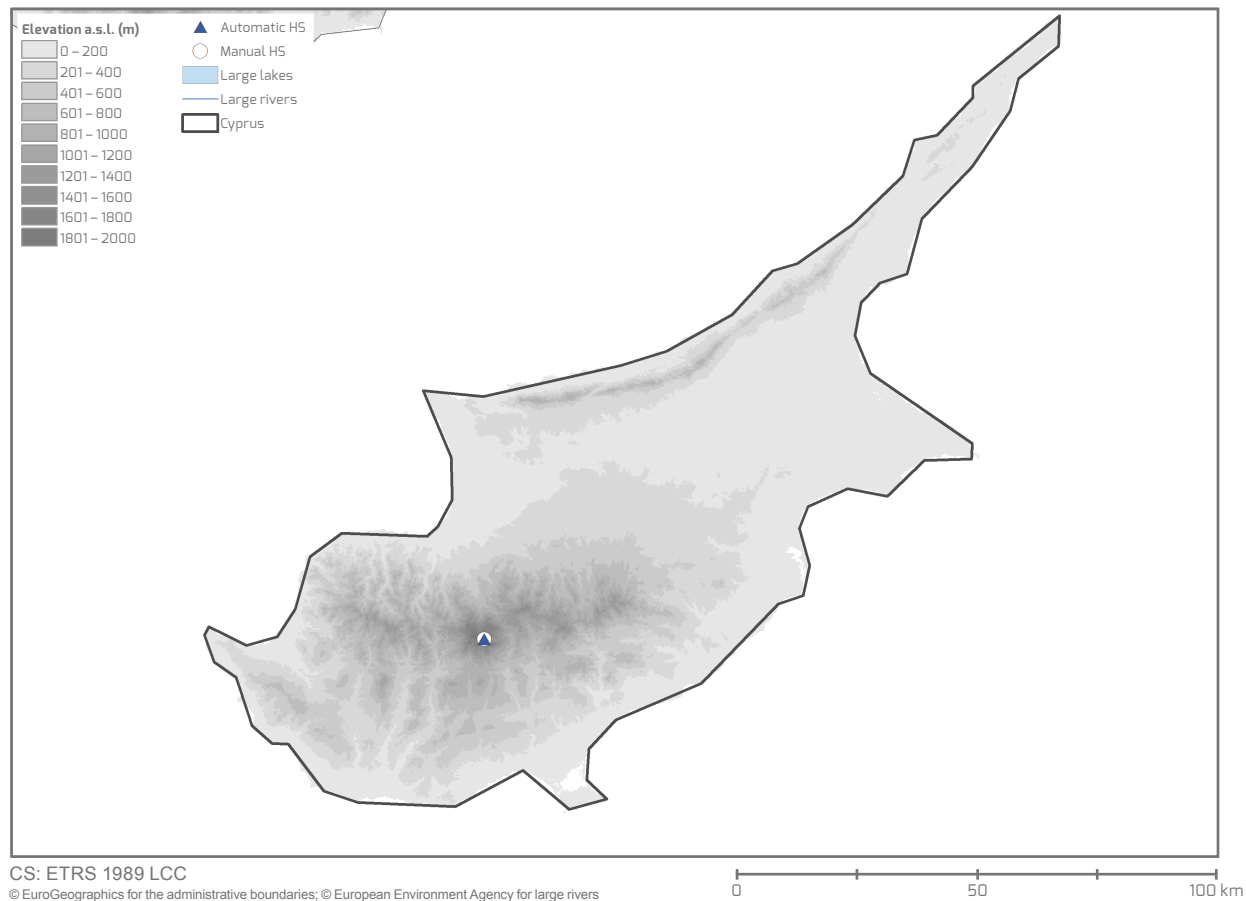 Elevation a.s.l. (m)
0 – 200
201 – 400
401 – 600
601 – 800
801 – 1000
1001 – 1200
1201 – 1400
1401 – 1600
1601 – 1800
1801 – 2000
Automatic HS
Manual HS
Large lakes
Large rivers
Cyprus
CS: ETRS 1989 LCC
© EuroGeographics for the administrative boundaries; © European Environment Agency for large rivers
0 50 100 km